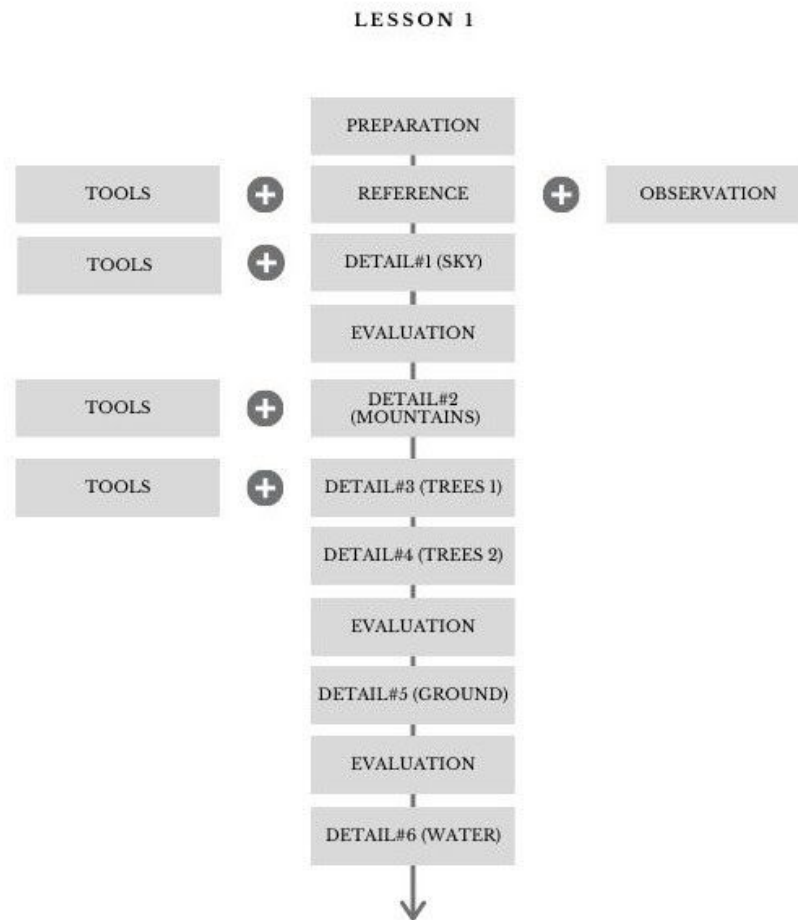 LESSON 1
PREPARATION
TOOLS
REFERENCE
OBSERVATION
TOOLS
DETAIL#1 (SKY)
EVALUATION
TOOLS
DETAIL#2
(MOUNTAINS)
TOOLS
DETAIL#3 (TREES 1)
DETAIL#4 (TREES 2)
EVALUATION
DETAIL#5 (GROUND)
EVALUATION
DETAIL#6 (WATER)